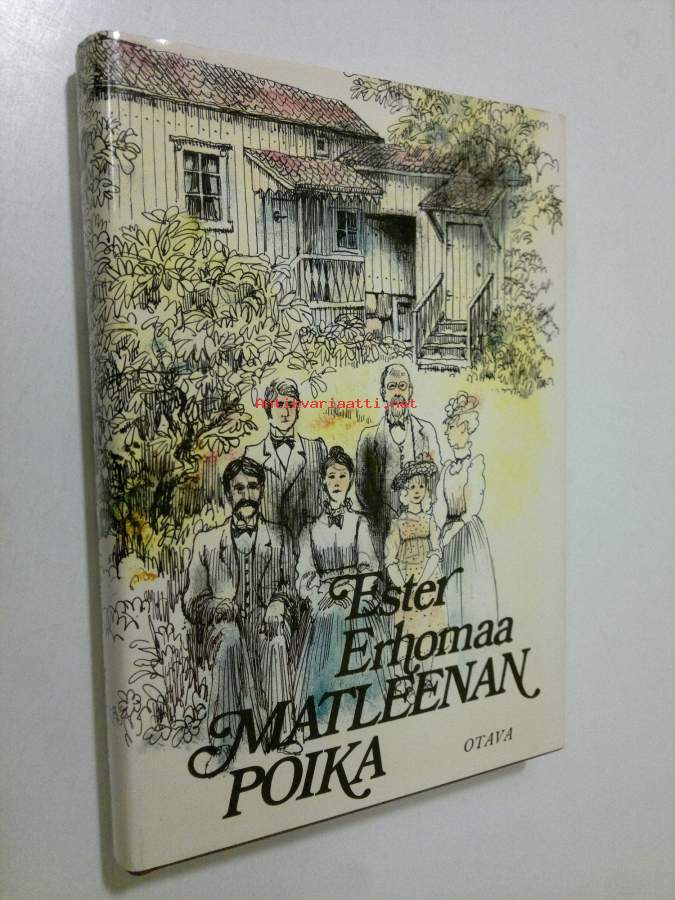 Antikvariaatti.net
Ester
Erhomaa
MATLEENAN
POIKA
OTAVA